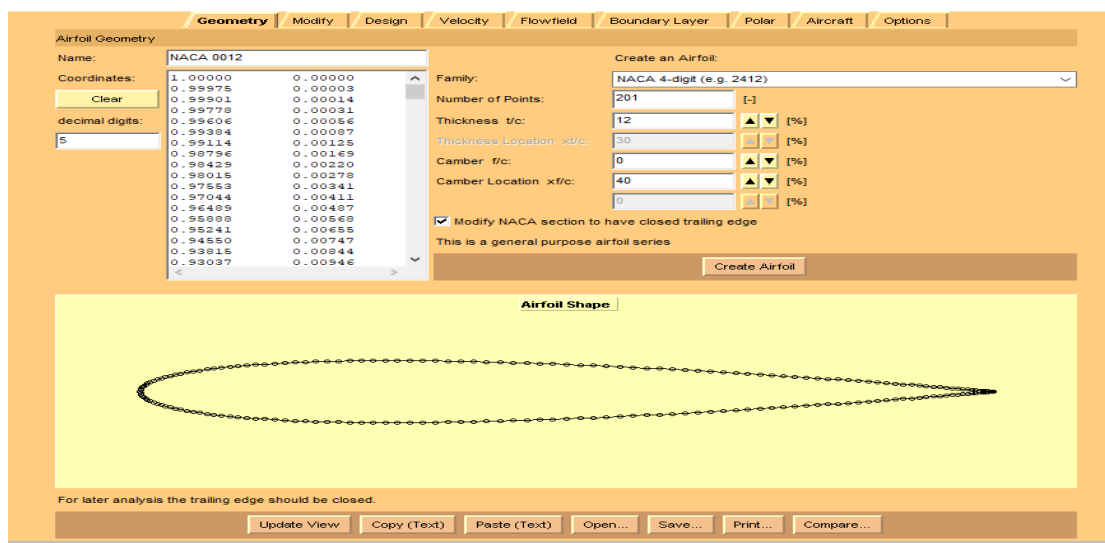 Geometry Modify Design Velocity Flowfield Boundary Layer Polar Aircraft Options
Airfoil Geometry
Name: NACA 0012 Create an Airfoil:
Coordinates: 1.00000 0.00000 Family: NACA 4-digit (e.g. 2412)
0.99975 0.00003
Clear 0.99901 0.00014 Number of Points: 201 [-]
0.99778 0.00031
decimal digits: 0.99606 0.00056 Thickness t/c: 12 [%]
5 0.99384 0.00087
0.99114 0.00125 Thickness Location xt/c: 30 [%]
0.98796 0.00169
0.98429 0.00220 Camber f/c: 0 [%]
0.98015 0.00278
0.97553 0.00341 Camber Location xf/c: 40 [%]
0.97044 0.00411
0.96489 0.00487 0 [%]
0.95888 0.00568
0.95241 0.00655 Modify NACA section to have closed trailing edge
0.94550 0.00747 This is a general purpose airfoil series
0.93815 0.00844
0.93037 0.00946 Create Airfoil
Airfoil Shape
For later analysis the trailing edge should be closed.
Update View Copy (Text) Paste (Text) Open... Save... Print... Compare...